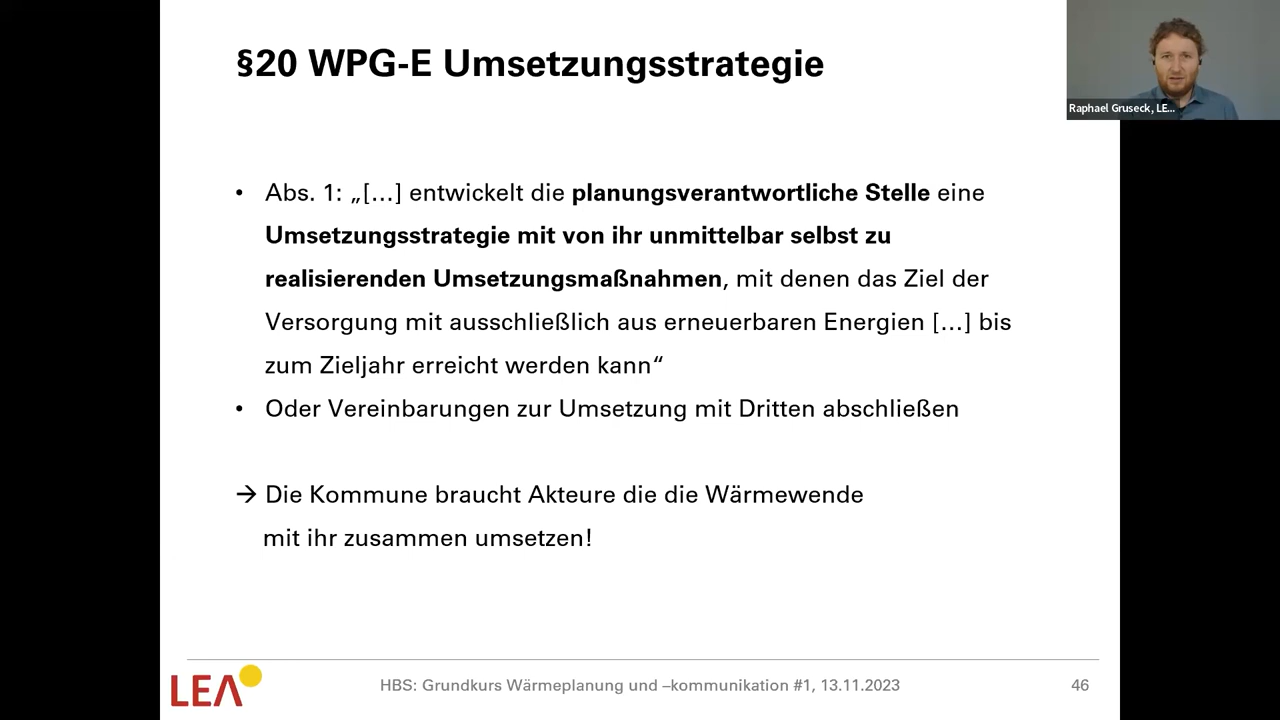 §20 WPG-E Umsetzungsstrategie
Raphael Gruseck, LE...
• Abs. 1: „[…] entwickelt die planungsverantwortliche Stelle eine
Umsetzungsstrategie mit von ihr unmittelbar selbst zu
realisierenden Umsetzungsmaßnahmen, mit denen das Ziel der
Versorgung mit ausschließlich aus erneuerbaren Energien […] bis
zum Zieljahr erreicht werden kann“
• Oder Vereinbarungen zur Umsetzung mit Dritten abschließen
→ Die Kommune braucht Akteure die die Wärmewende
mit ihr zusammen umsetzen!
LEA
HBS: Grundkurs Wärmeplanung und –kommunikation #1, 13.11.2023
46